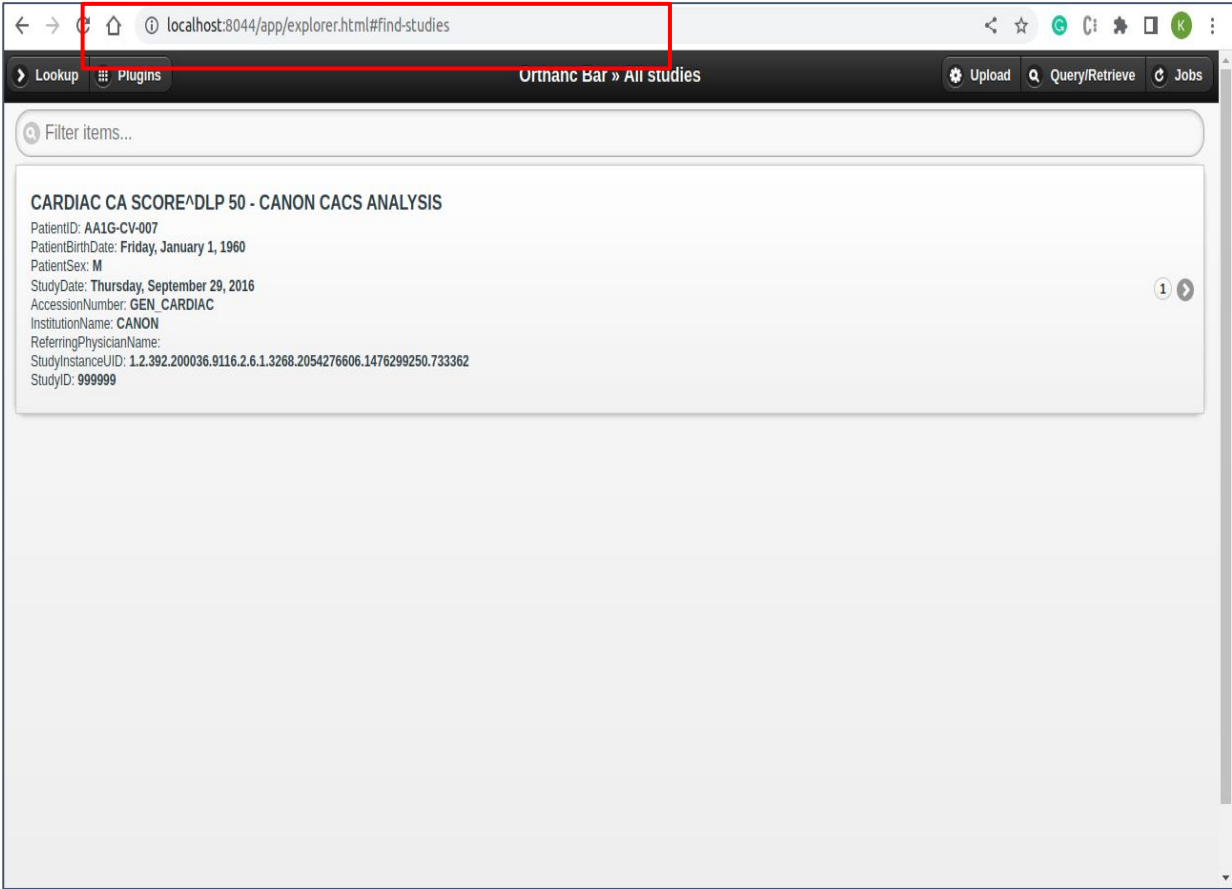 localhost:8044/app/explorer.html#find-studies
K
Lookup
Plugins
Orthanc Bar » All studies
Upload
Query/Retrieve
Jobs
Filter items...
CARDIAC CA SCORE^DLP 50 - CANON CACS ANALYSIS
PatientID: AA1G-CV-007
PatientBirthDate: Friday, January 1, 1960
PatientSex: M
StudyDate: Thursday, September 29, 2016
AccessionNumber: GEN_CARDIAC
InstitutionName: CANON
ReferringPhysicianName:
StudyInstanceUID: 1.2.392.200036.9116.2.6.1.3268.2054276606.1476299250.733362
StudyID: 999999
1